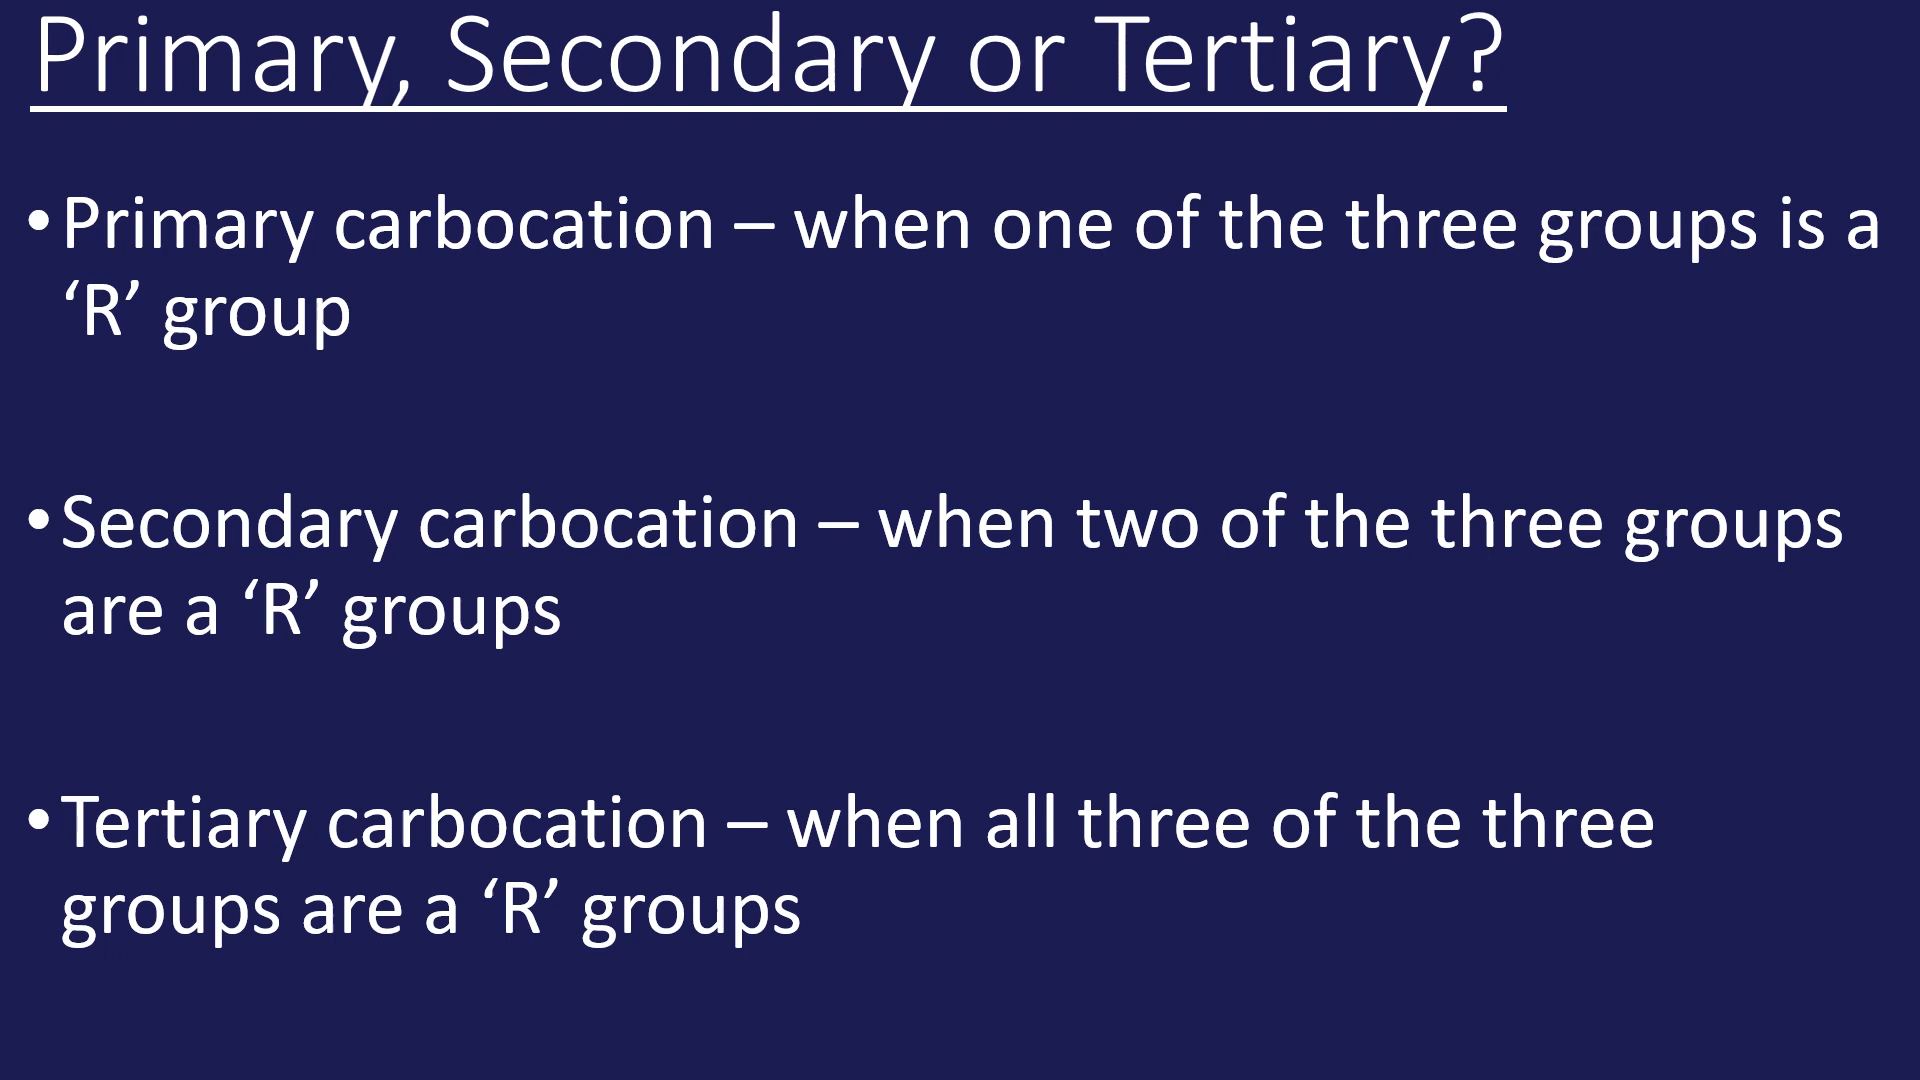 Primary, Secondary or Tertiary?
•Primary carbocation – when one of the three groups is a
‘R’ group
•Secondary carbocation – when two of the three groups
are a ‘R’ groups
•Tertiary carbocation – when all three of the three
groups are a ‘R’ groups